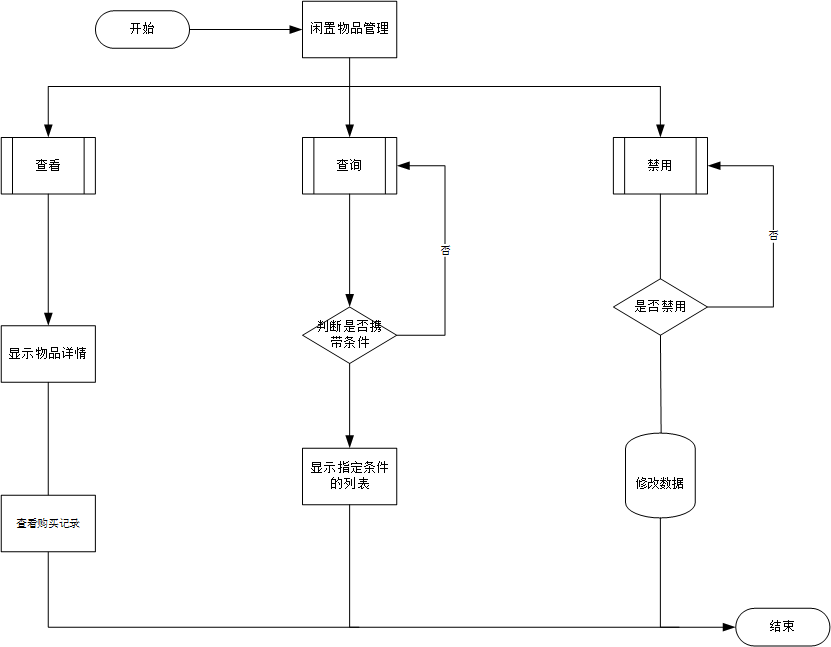 开始
闲置物品管理
查看
查询
禁用
否
否
显示物品详情
判断是否携
带条件
是否禁用
显示指定条件
的列表
修改数据
查看购买记录
结束